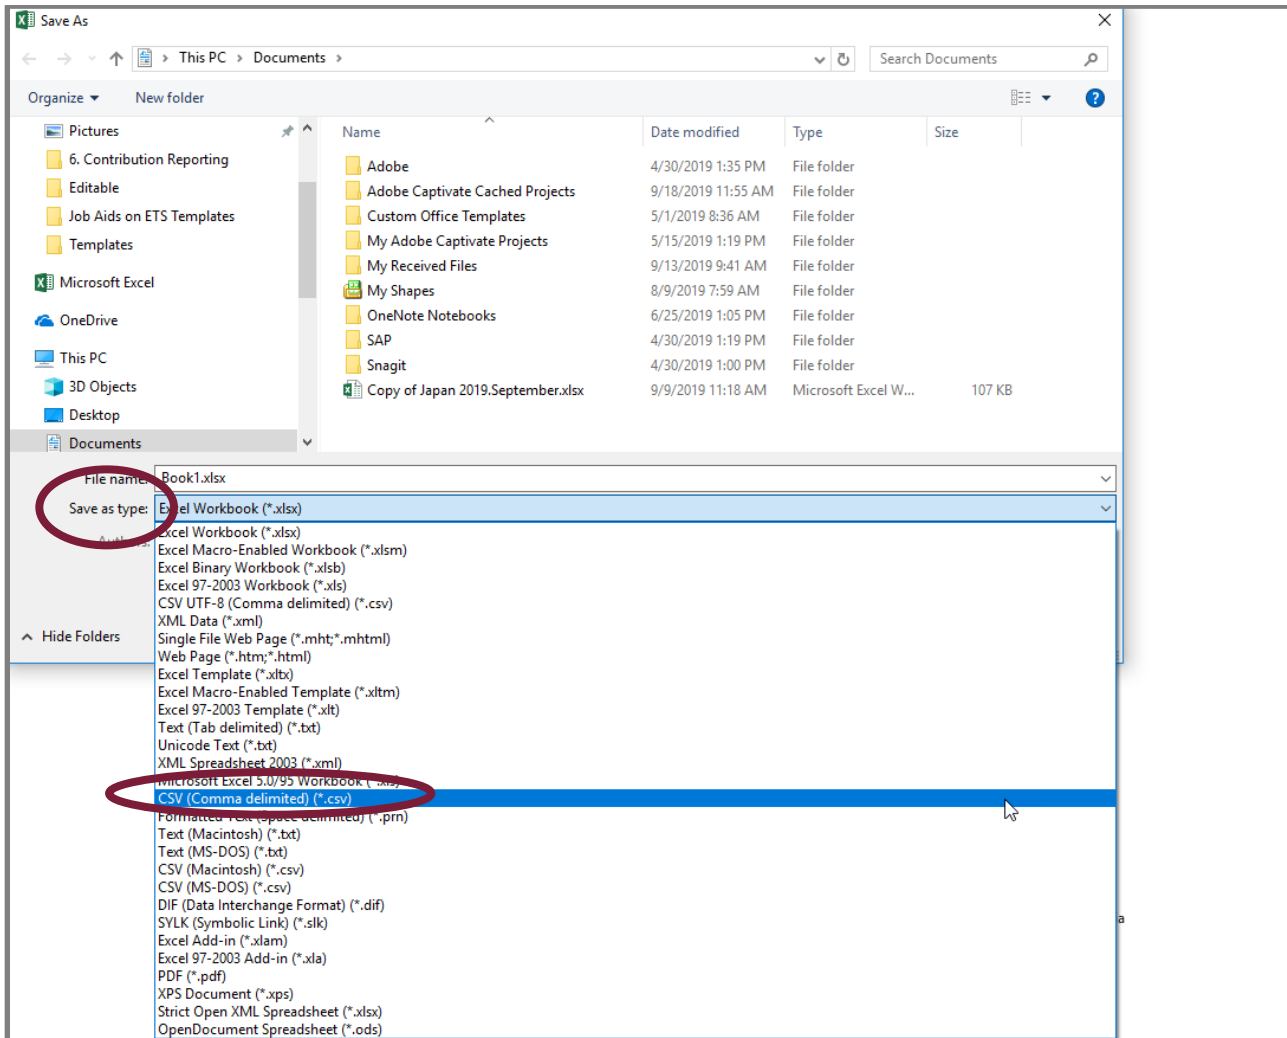 Save As
This PC > Documents >
Search Documents
Organize
New folder
Name
Date modified
Type
Size
Pictures
6. Contribution Reporting
Editable
Job Aids on ETS Templates
Templates
Microsoft Excel
OneDrive
This PC
3D Objects
Desktop
Documents
Adobe 4/30/2019 1:35 PM File folder
Adobe Captivate Cached Projects 9/18/2019 11:55 AM File folder
Custom Office Templates 5/1/2019 8:36 AM File folder
My Adobe Captivate Projects 5/15/2019 1:19 PM File folder
My Received Files 9/13/2019 9:41 AM File folder
My Shapes 8/9/2019 7:59 AM File folder
OneNote Notebooks 6/25/2019 1:05 PM File folder
SAP 4/30/2019 1:19 PM File folder
Snagit 4/30/2019 1:00 PM File folder
Copy of Japan 2019.September.xlsx 9/9/2019 11:18 AM Microsoft Excel W... 107 KB
File name: Book1.xlsx
Save as type: Excel Workbook (*.xlsx)
Authors:
Hide Folders
Excel Workbook (*.xlsx)
Excel Macro-Enabled Workbook (*.xlsm)
Excel Binary Workbook (*.xlsb)
Excel 97-2003 Workbook (*.xls)
CSV UTF-8 (Comma delimited) (*.csv)
XML Data (*.xml)
Single File Web Page (*.mht;*.mhtml)
Web Page (*.htm;*.html)
Excel Template (*.xltx)
Excel Macro-Enabled Template (*.xltm)
Excel 97-2003 Template (*.xlt)
Text (Tab delimited) (*.txt)
Unicode Text (*.txt)
XML Spreadsheet 2003 (*.xml)
Microsoft Excel 5.0/95 Workbook (*.xls)
CSV (Comma delimited) (*.csv)
Formatted Text (Space delimited) (*.prn)
Text (Macintosh) (*.txt)
Text (MS-DOS) (*.txt)
CSV (Macintosh) (*.csv)
CSV (MS-DOS) (*.csv)
DIF (Data Interchange Format) (*.dif)
SYLK (Symbolic Link) (*.slk)
Excel Add-in (*.xlam)
Excel 97-2003 Add-in (*.xla)
PDF (*.pdf)
XPS Document (*.xps)
Strict Open XML Spreadsheet (*.xlsx)
OpenDocument Spreadsheet (*.ods)
a